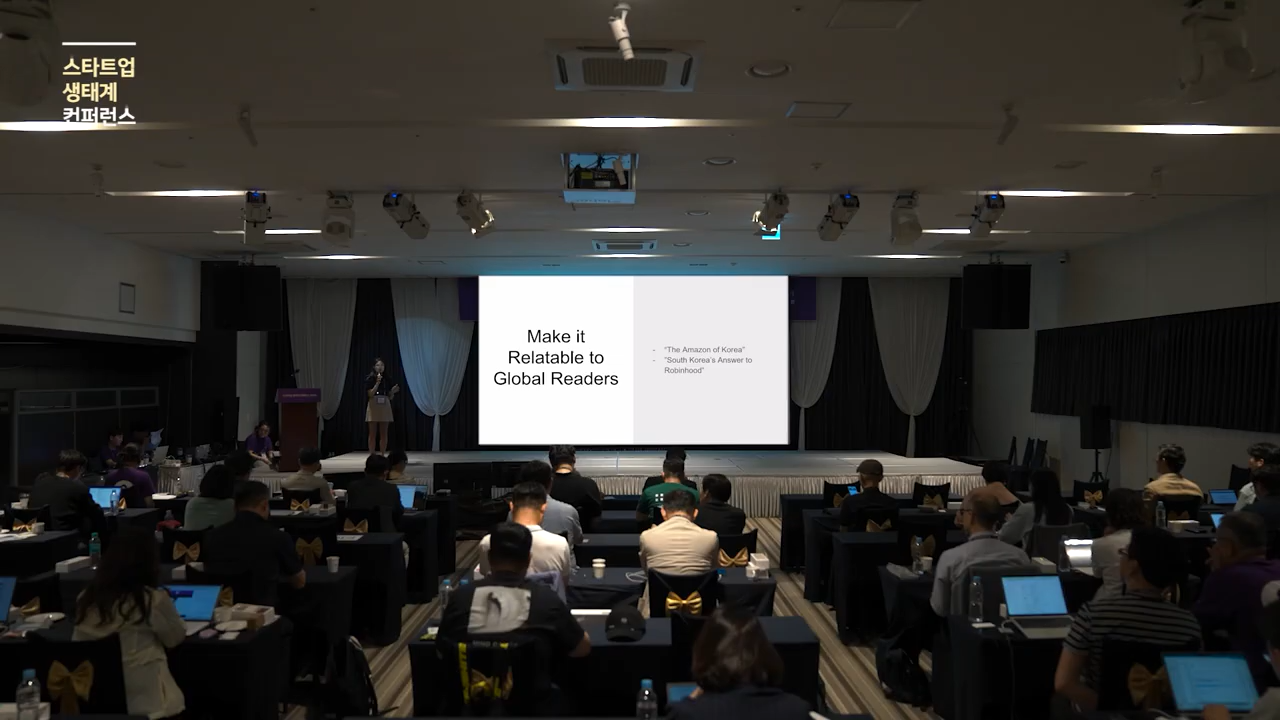 스타트업
생태계
컨퍼런스
Make it
Relatable to
Global Readers
- "The Amazon of Korea"
- "South Korea's Answer to
Robinhood"